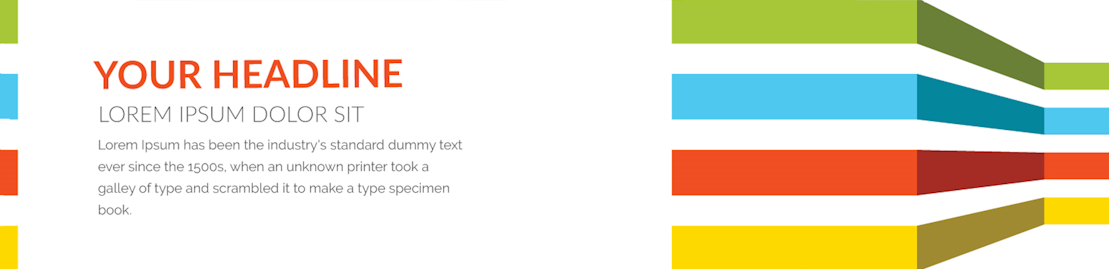 YOUR HEADLINE
LOREM IPSUM DOLOR SIT
Lorem Ipsum has been the industry's standard dummy text
ever since the 1500s, when an unknown printer took a
galley of type and scrambled it to make a type specimen
book.